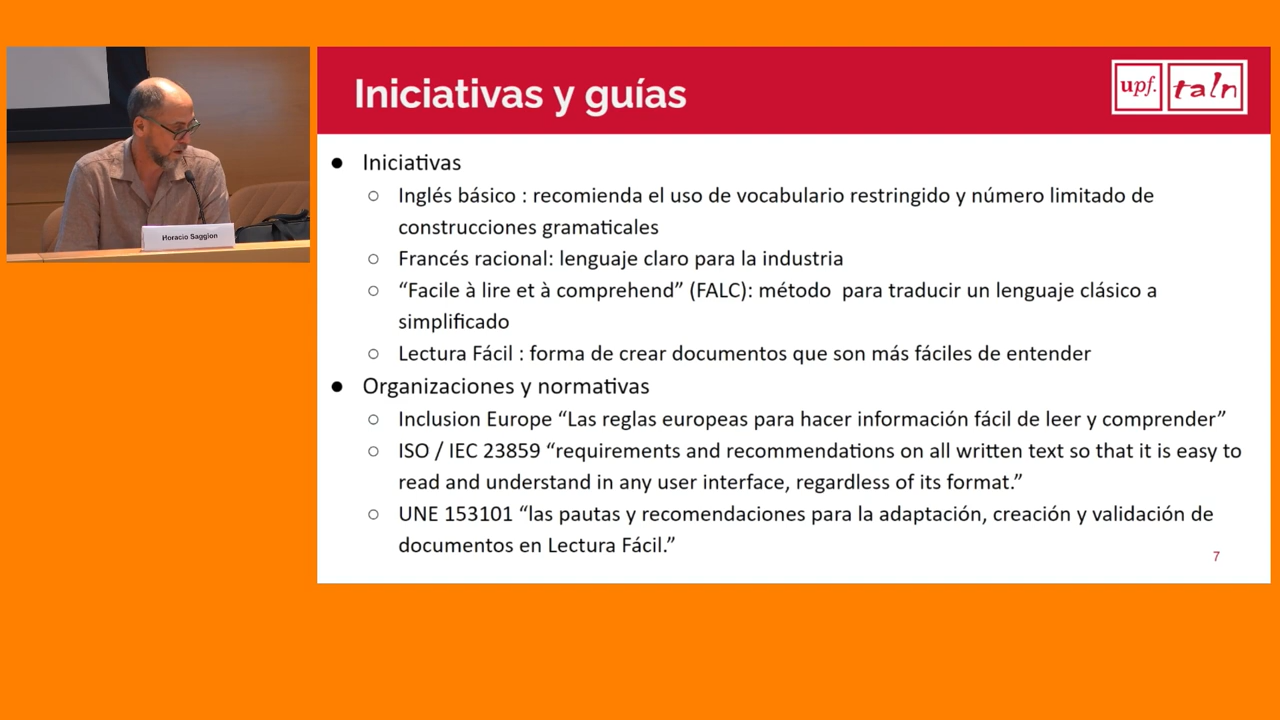 Iniciativas y guías
upf.
taln
● Iniciativas
○ Inglés básico : recomienda el uso de vocabulario restringido y número limitado de
construcciones gramaticales
○ Francés racional: lenguaje claro para la industria
○ “Facile à lire et à comprehend” (FALC): método para traducir un lenguaje clásico a
simplificado
○ Lectura Fácil : forma de crear documentos que son más fáciles de entender
● Organizaciones y normativas
○ Inclusion Europe “Las reglas europeas para hacer información fácil de leer y comprender”
○ ISO / IEC 23859 “requirements and recommendations on all written text so that it is easy to
read and understand in any user interface, regardless of its format.”
○ UNE 153101 “las pautas y recomendaciones para la adaptación, creación y validación de
documentos en Lectura Fácil.”
7
Horacio Saggion